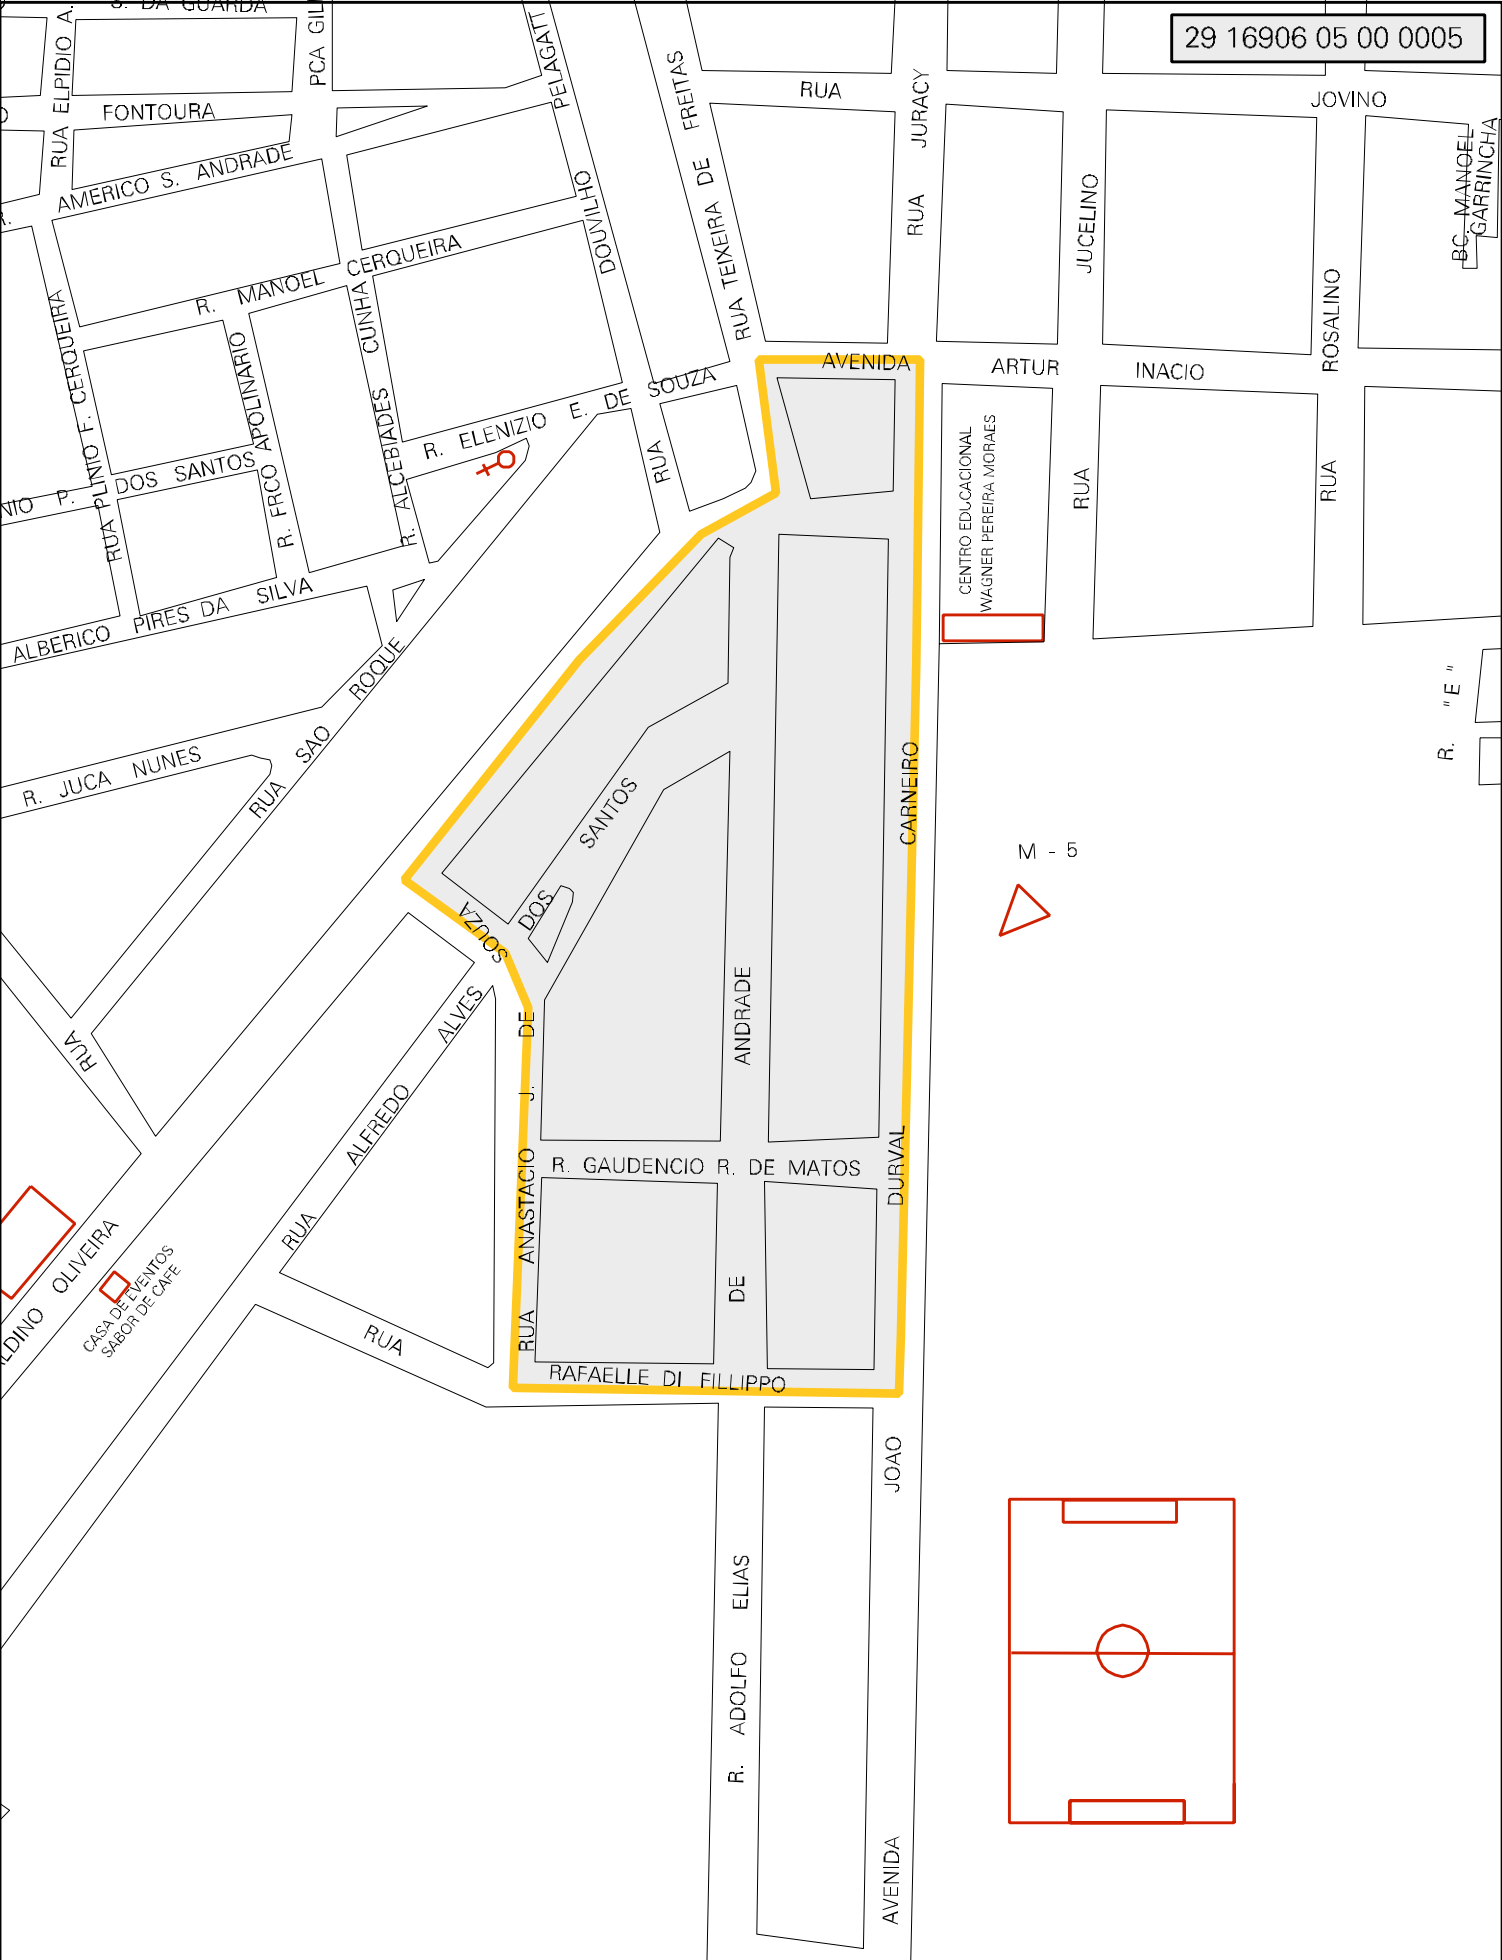 29 16906 05 00 0005
S. DA GUARDA
RUA ELPIDIO A.
PELAGATT
FONTOURA
AMERICO S. ANDRADE
RUA
JOVINO
RUA JURACY
RUA TEIXEIRA DE FREITAS
DOUVILHO
RUA
JUCELINO
RUA
ROSALINO
RUA
BC. MANOEL
GARRINCHA
R. MANOEL CERQUEIRA
RUA PLINIO F. CERQUEIRA
R. FRCO APOLINARIO
R. ALCEBIADES CUNHA
R. ELENIZIO E. DE SOUZA
AVENIDA ARTUR INACIO
P. DOS SANTOS
ALBERICO PIRES DA SILVA
CENTRO EDUCACIONAL
WAGNER PEREIRA MORAES
RUA SAO ROQUE
R. JUCA NUNES
R. "E"
M - 5
SANTOS
DOS
SOUZA
RUA ANASTACIO J. DE
RUA ALFREDO ALVES
RUA
ANDRADE
DE
R. GAUDENCIO R. DE MATOS
AVENIDA JOAO DURVAL CARNEIRO
OLIVEIRA
CASA DE EVENTOS
SABOR DE CAFE
RUA
RAFAELLE DI FILLIPPO
R. ADOLFO ELIAS